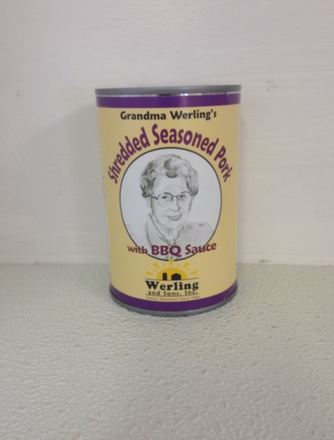 Grandma Werling's
Shredded Seasoned Pork
with BBQ Sauce
Werling
and Sons, Inc.